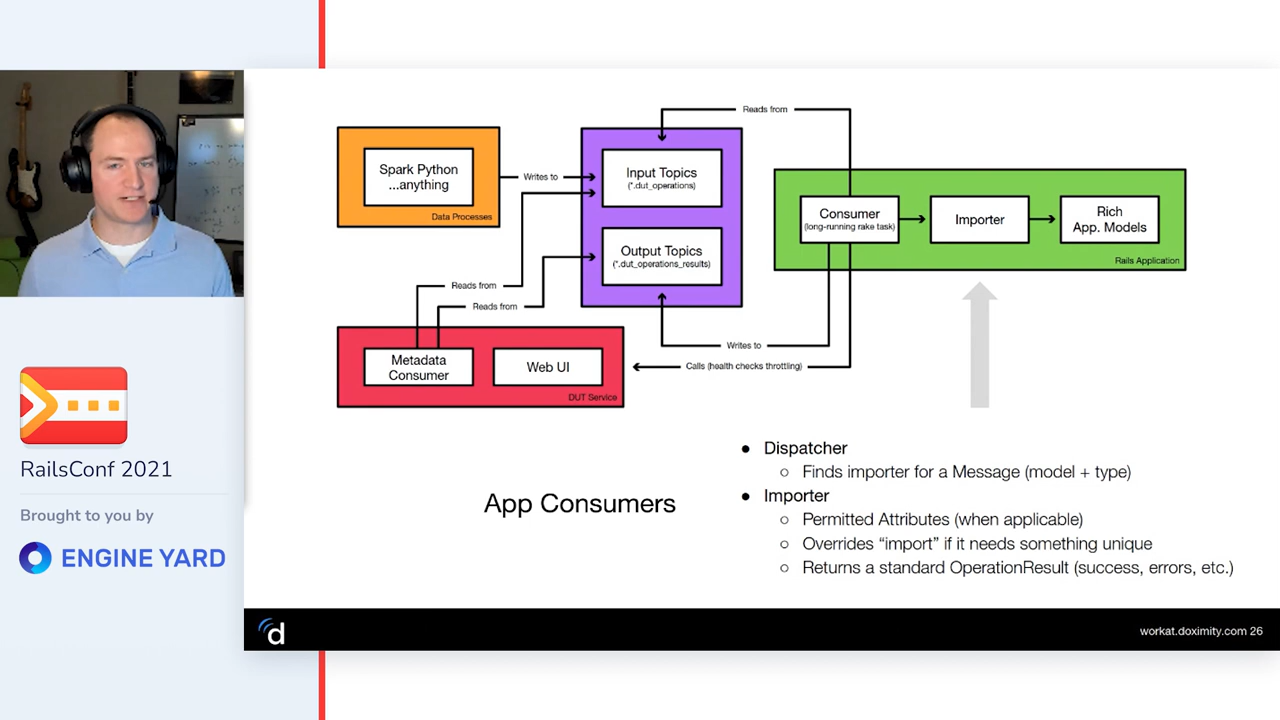 Reads from
Spark Python
...anything
Data Processes
Writes to
Input Topics
(*.dut_operations)
Output Topics
(*.dut_operations_results)
Consumer
(long-running rake task)
Importer
Rich
App. Models
Rails Application
Reads from
Reads from
Writes to
Calls (health checks throttling)
Metadata
Consumer
Web UI
DUT Service
App Consumers
● Dispatcher
○ Finds importer for a Message (model + type)
● Importer
○ Permitted Attributes (when applicable)
○ Overrides “import” if it needs something unique
○ Returns a standard OperationResult (success, errors, etc.)
RailsConf 2021
Brought to you by
ENGINE YARD
d
workat.doximity.com 26